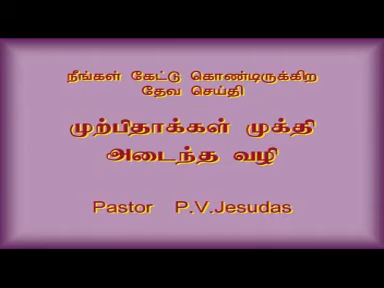 நீங்கள் கேட்டு கொண்டிருக்கிற
தேவ செய்தி
முற்பிதாக்கள் முக்தி
அடைந்த வழி
Pastor P.V.Jesudas